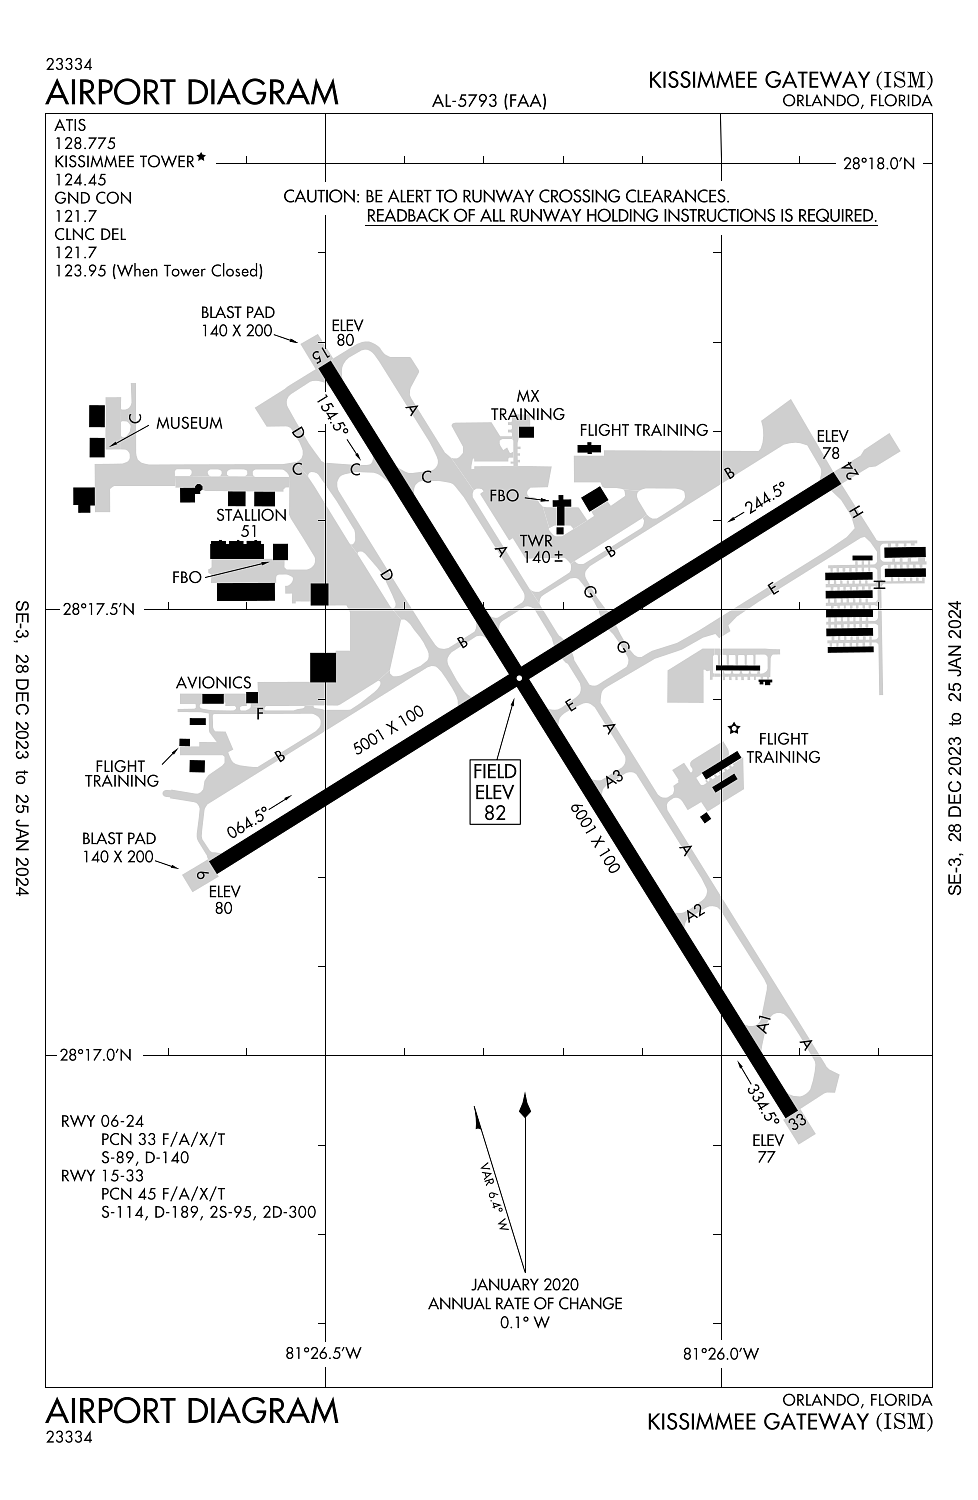 23334
AIRPORT DIAGRAM
AL-5793 (FAA)
KISSIMMEE GATEWAY (ISM)
ORLANDO, FLORIDA
ATIS
128.775
KISSIMMEE TOWER★
124.45
GND CON
121.7
CLNC DEL
121.7
123.95 (When Tower Closed)
28°18.0'N
CAUTION: BE ALERT TO RUNWAY CROSSING CLEARANCES.
READBACK OF ALL RUNWAY HOLDING INSTRUCTIONS IS REQUIRED.
BLAST PAD
140 X 200
ELEV
80
15
154.5°
A
C
MUSEUM
MX
TRAINING
FLIGHT TRAINING
ELEV
78
24
D
C
C
C
B
244.5°
FBO
H
STALLION
51
TWR
140±
A
B
FBO
D
G
E
H
28°17.5'N
B
G
AVIONICS
F
E
A
5001 X 100
B
FLIGHT
TRAINING
FLIGHT
TRAINING
FIELD
ELEV
82
A3
064.5°
6001 X 100
BLAST PAD
140 X 200
A
6
ELEV
80
A2
A1
A
28°17.0'N
334.5°
33
ELEV
77
RWY 06-24
PCN 33 F/A/X/T
S-89, D-140
RWY 15-33
PCN 45 F/A/X/T
S-114, D-189, 2S-95, 2D-300
VAR 6.4° W
JANUARY 2020
ANNUAL RATE OF CHANGE
0.1° W
81°26.5'W
81°26.0'W
SE-3, 28 DEC 2023 to 25 JAN 2024
SE-3, 28 DEC 2023 to 25 JAN 2024
AIRPORT DIAGRAM
23334
ORLANDO, FLORIDA
KISSIMMEE GATEWAY (ISM)